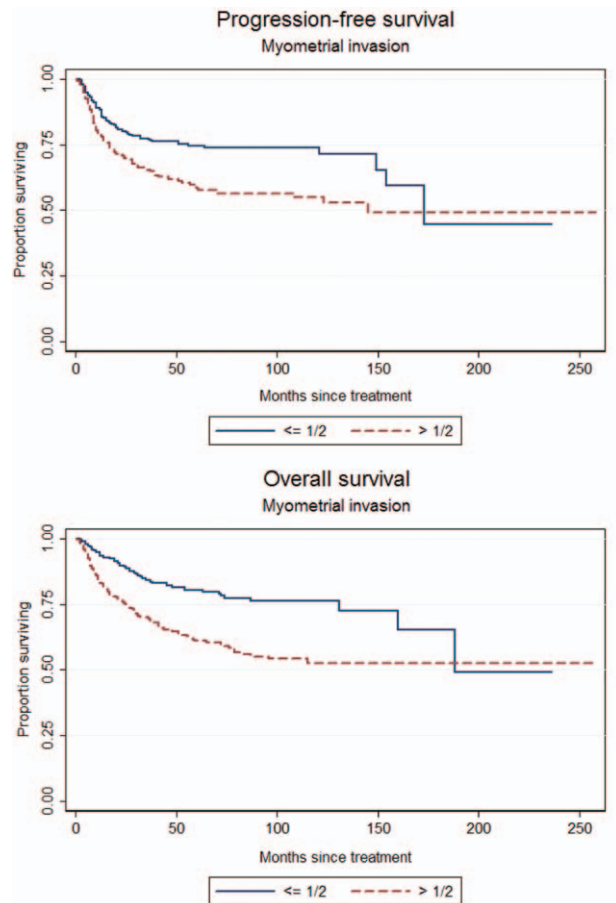 Progression-free survival
Myometrial invasion
Proportion surviving
1.00
0.75
0.50
0.25
0.00
0 50 100 150 200 250
Months since treatment
<= 1/2 > 1/2
Overall survival
Myometrial invasion
Proportion surviving
1.00
0.75
0.50
0.25
0.00
0 50 100 150 200 250
Months since treatment
<= 1/2 > 1/2